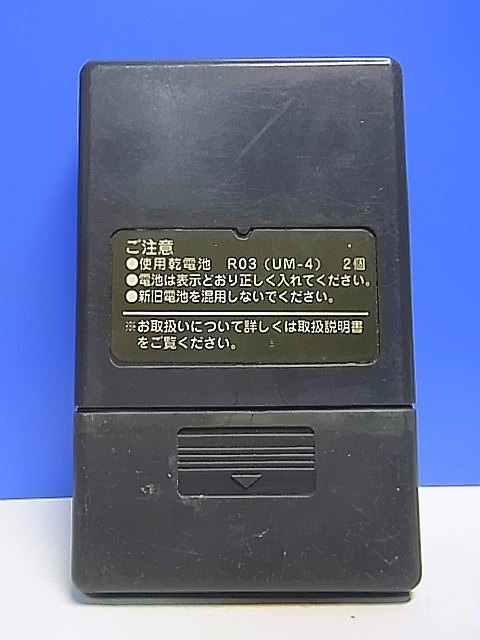 ご注意
●使用乾電池 R03（UM-4） 2個
●電池は表示どおり正しく入れてください。
●新旧電池を混用しないでください。
※お取扱いについて詳しくは取扱説明書
をご覧ください。